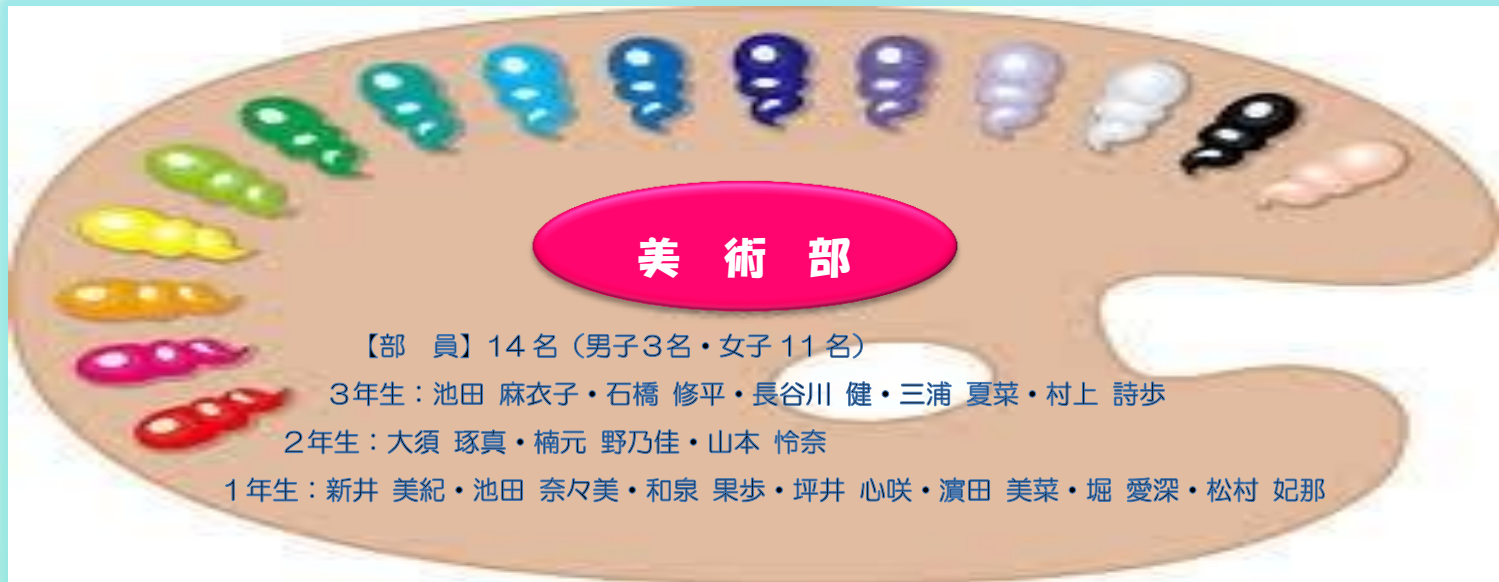 美 術 部
【部 員】14名（男子3名・女子11名）
3年生：池田 麻衣子・石橋 修平・長谷川 健・三浦 夏菜・村上 詩歩
2年生：大須 琢真・楠元 野乃佳・山本 怜奈
1年生：新井 美紀・池田 奈々美・和泉 果歩・坪井 心咲・濵田 美菜・堀 愛深・松村 妃那